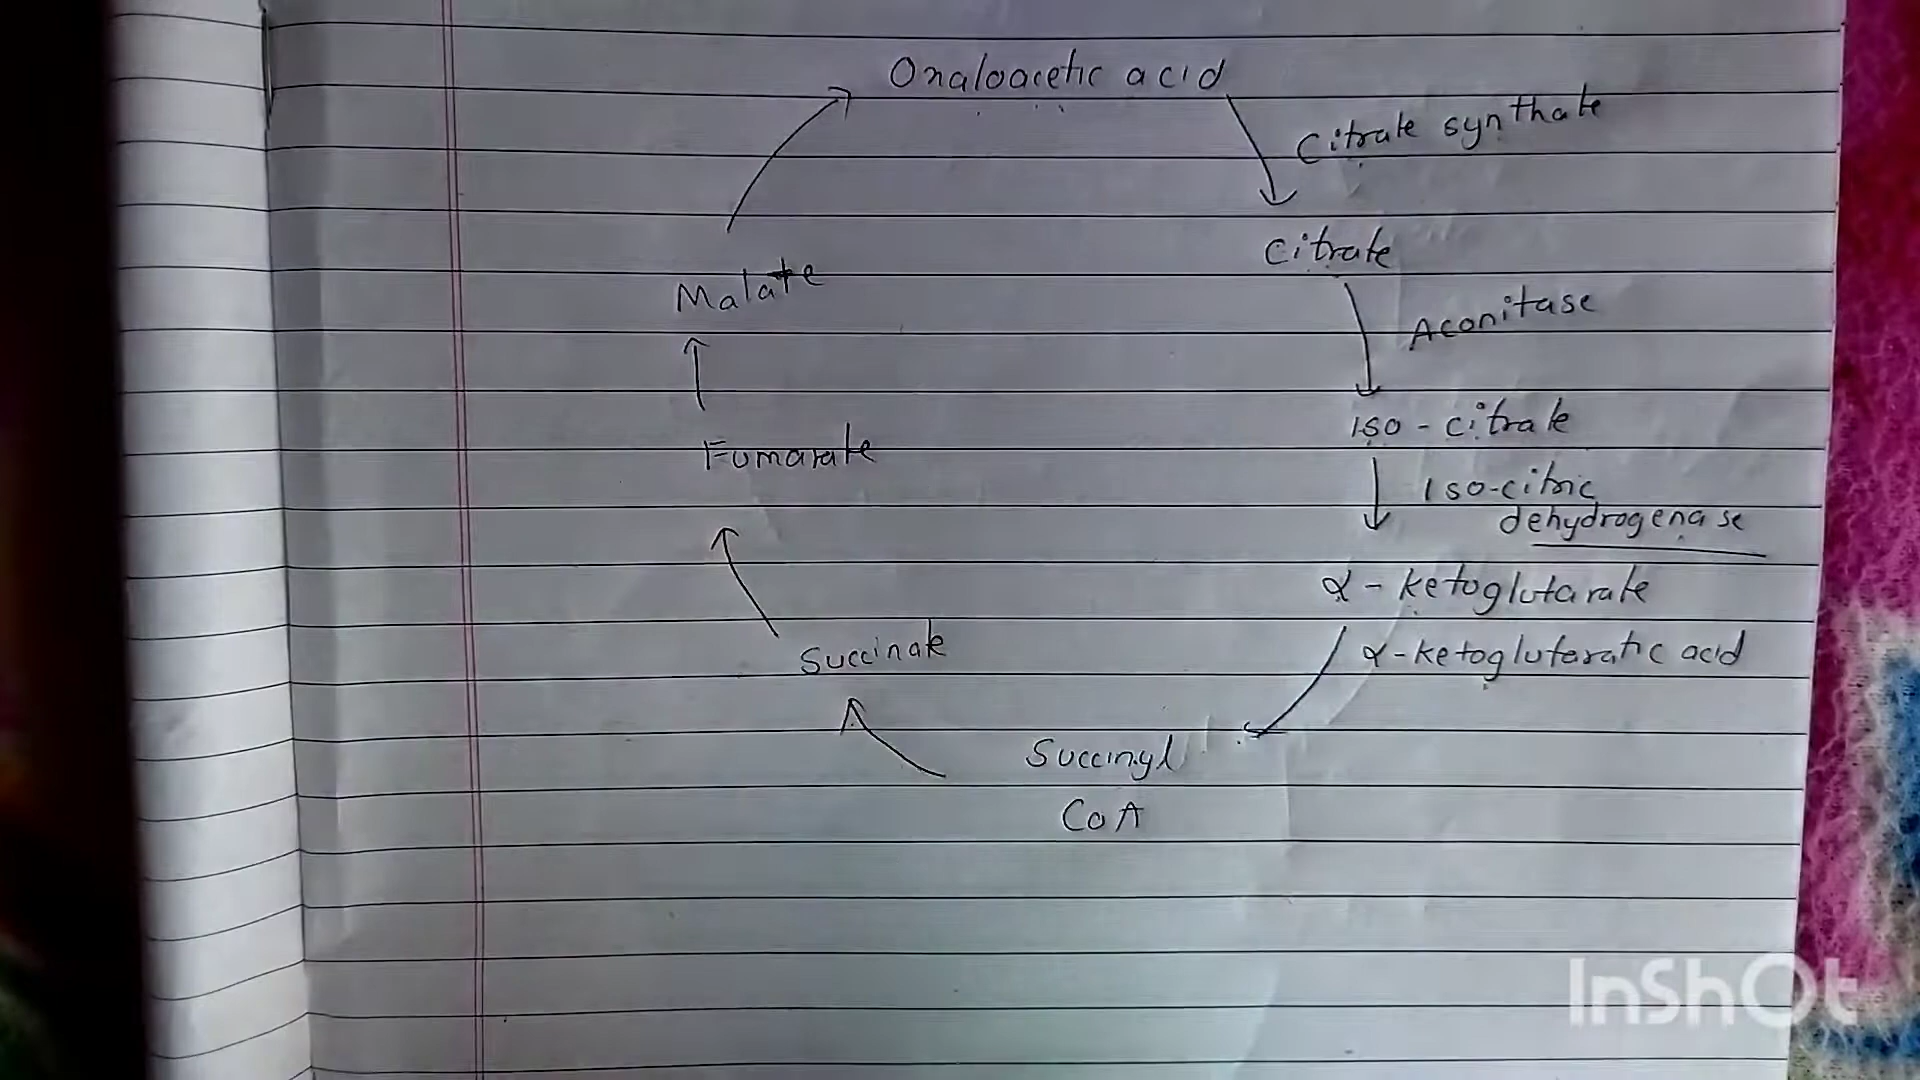 Oxaloacetic acid
Citrate synthate
Citrate
Malate
Aconitase
iso - citrate
Fumarate
Iso-citric
dehydrogenase
α - ketoglutarate
Succinate
α-ketoglutaratic acid
Succinyl
CoA
InShOt